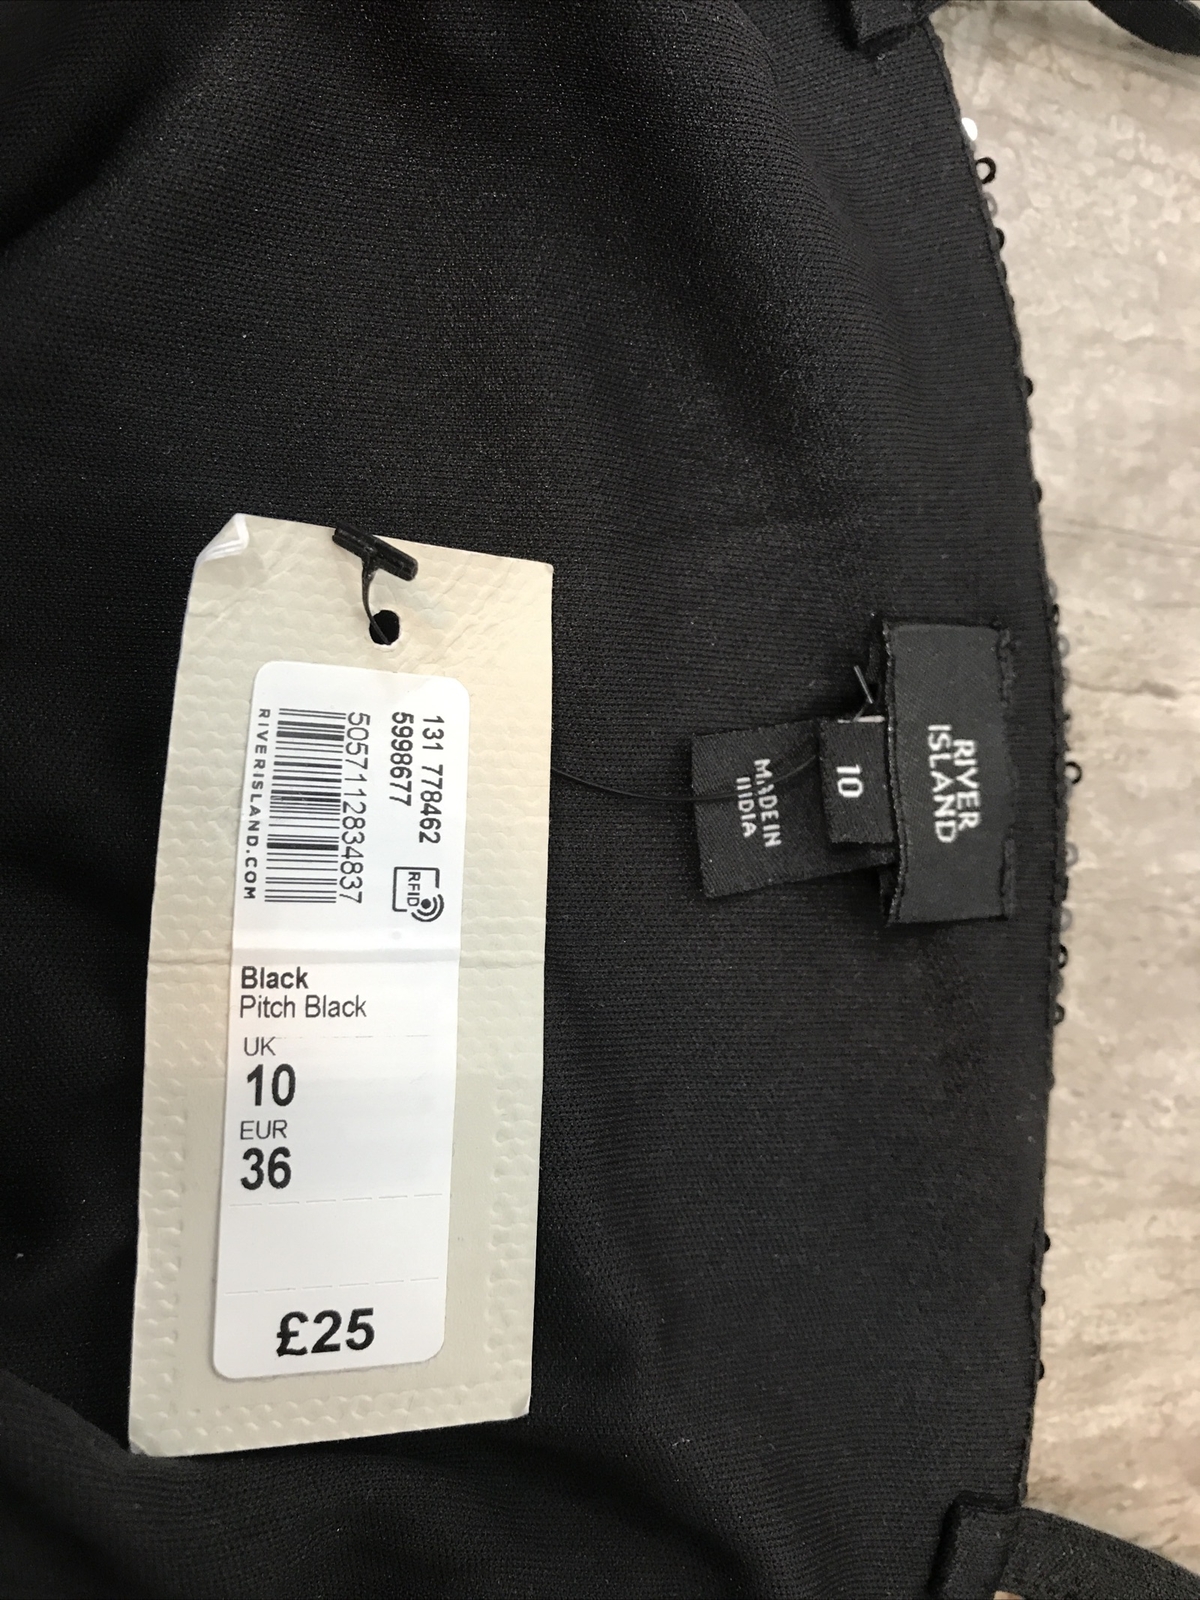 131 778462
5998677
RFID
5057112834837
RIVERISLAND.COM
Black
Pitch Black
UK
10
EUR
36
£25
RIVER
ISLAND
10
MADE IN
INDIA